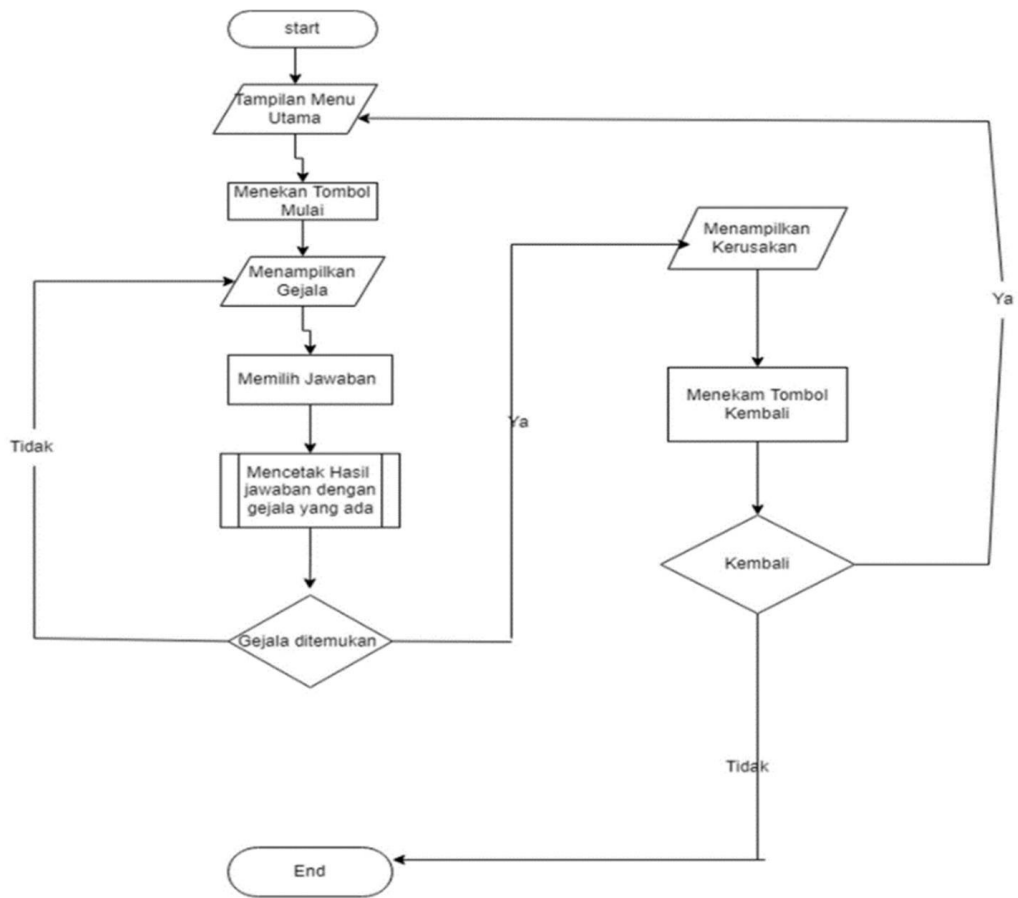 start
Tampilan Menu
Utama
Menekan Tombol
Mulai
Menampilkan
Gejala
Memilih Jawaban
Mencetak Hasil
jawaban dengan
gejala yang ada
Gejala ditemukan
Tidak
Ya
Menampilkan
Kerusakan
Menekam Tombol
Kembali
Kembali
Ya
Tidak
End